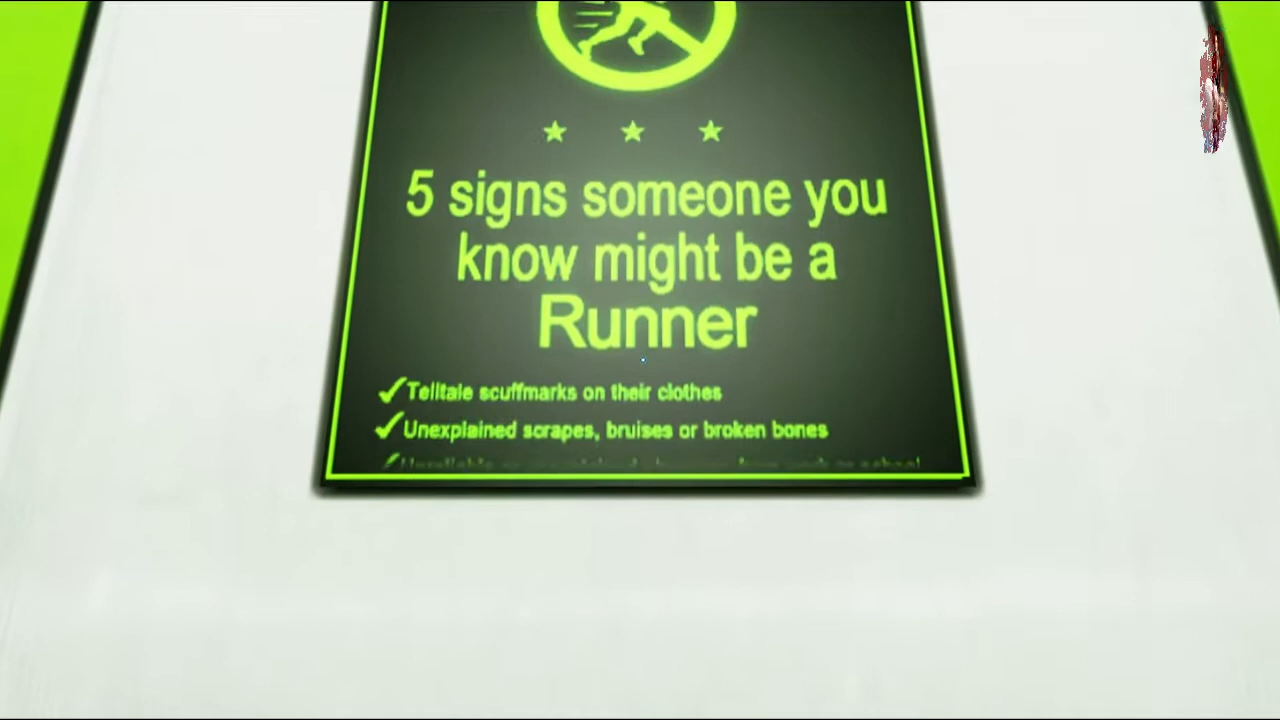 5 signs someone you
know might be a
Runner
Telltale scuffmarks on their clothes
Unexplained scrapes, bruises or broken bones